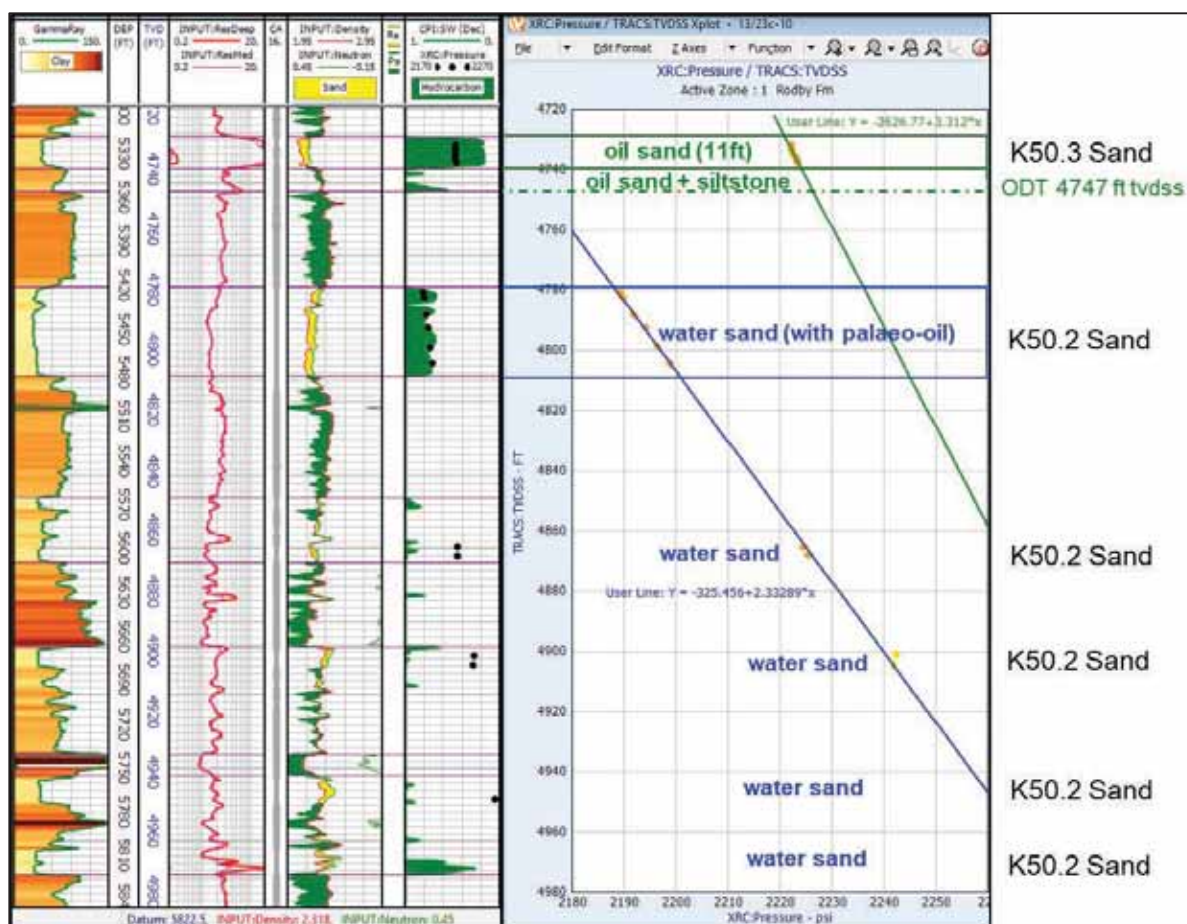 GammaRay
0. 150.
Clay
DEP
(FT)
TVD
(FT)
INPUT:ResDeep
0.2 20.
INPUT:ResMed
0.2 20.
CA
16.
INPUT:Density
1.95 2.95
INPUT:Neutron
0.45 -0.15
Sand
CPI:SW (Dec)
1. 0.
XRC:Pressure
2170 2270
Hydrocarbon
5330
5360
5390
5420
5450
5480
5510
5540
5600
5630
5660
5690
5720
5750
5780
5810
4740
4760
4820
4840
4860
4880
4900
4920
4940
4960
4980
Datum: 5822.5, INPUT:Density: 2.318, INPUT:Neutron: 0.45
XRC:Pressure / TRACS:TVDSS Xplot - 13/23c-10
File Edit Format Z Axes Function
XRC:Pressure / TRACS:TVDSS
Active Zone : 1 Rodby Fm
User Line: Y = -2626.77+3.312*x
4720
4740
4760
4780
4800
4820
4840
4860
4880
4900
4920
4940
4960
4980
TRACS:TVDSS - FT
oil sand (11ft)
oil sand + siltstone
water sand (with palaeo-oil)
water sand
User Line: Y = -325.456+2.33289*x
water sand
water sand
water sand
2180 2190 2200 2210 2220 2230 2240 2250
XRC:Pressure - psi
K50.3 Sand
ODT 4747 ft tvdss
K50.2 Sand
K50.2 Sand
K50.2 Sand
K50.2 Sand
K50.2 Sand